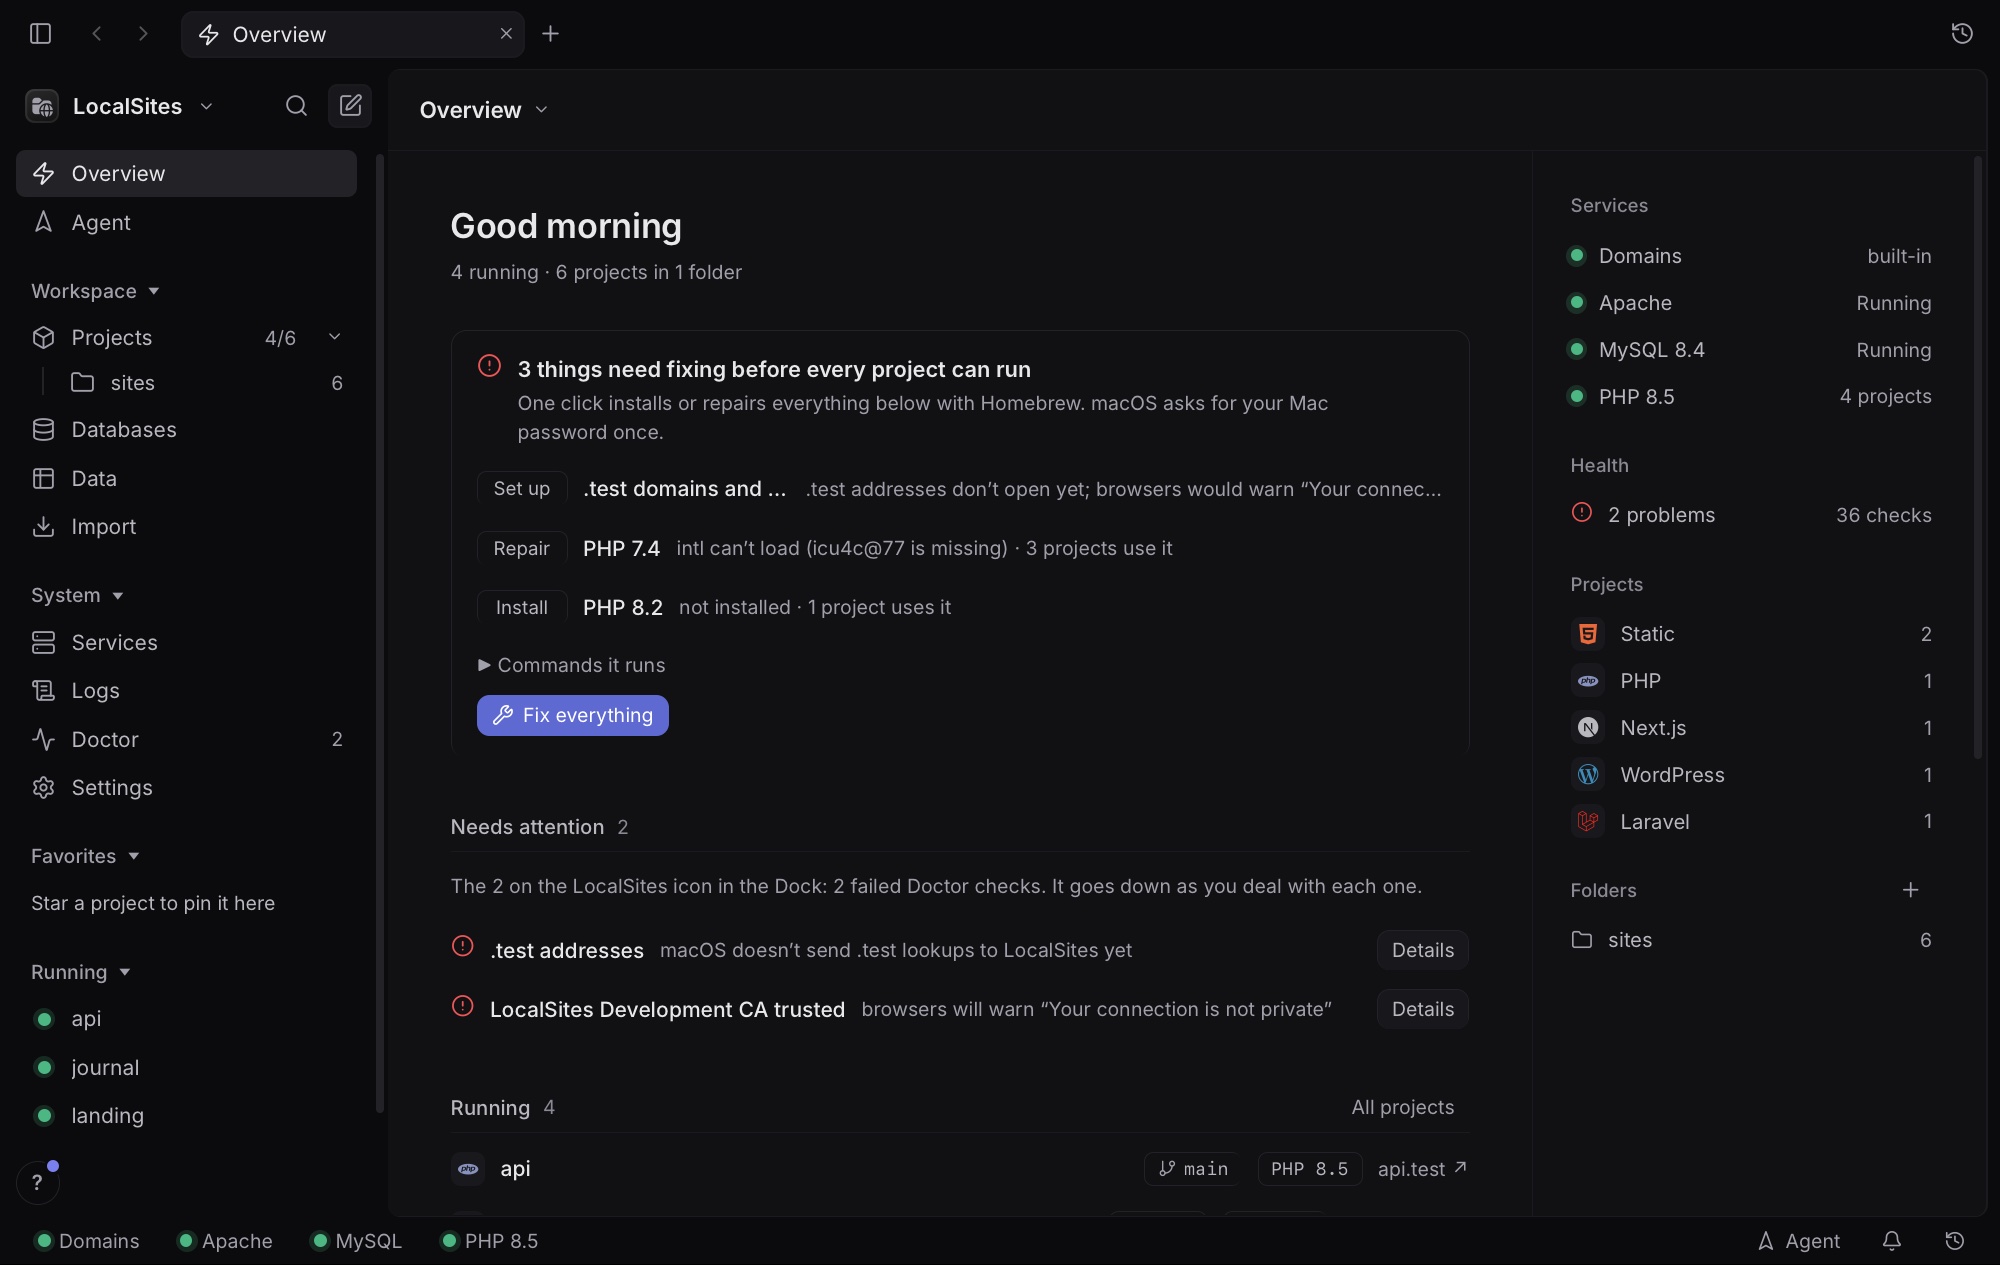 Overview
LocalSites
Overview
Agent
Workspace
Projects 4/6
sites 6
Databases
Data
Import
System
Services
Logs
Doctor 2
Settings
Favorites
Star a project to pin it here
Running
api
journal
landing
?
Overview
Good morning
4 running · 6 projects in 1 folder
3 things need fixing before every project can run
One click installs or repairs everything below with Homebrew. macOS asks for your Mac
password once.
Set up .test domains and ... .test addresses don’t open yet; browsers would warn “Your connec...
Repair PHP 7.4 intl can’t load (icu4c@77 is missing) · 3 projects use it
Install PHP 8.2 not installed · 1 project uses it
Commands it runs
Fix everything
Needs attention 2
The 2 on the LocalSites icon in the Dock: 2 failed Doctor checks. It goes down as you deal with each one.
.test addresses macOS doesn’t send .test lookups to LocalSites yet Details
LocalSites Development CA trusted browsers will warn “Your connection is not private” Details
Running 4 All projects
php api main PHP 8.5 api.test
Services
Domains built-in
Apache Running
MySQL 8.4 Running
PHP 8.5 4 projects
Health
2 problems 36 checks
Projects
Static 2
php PHP 1
Next.js 1
WordPress 1
Laravel 1
Folders
sites 6
Domains Apache MySQL PHP 8.5 Agent